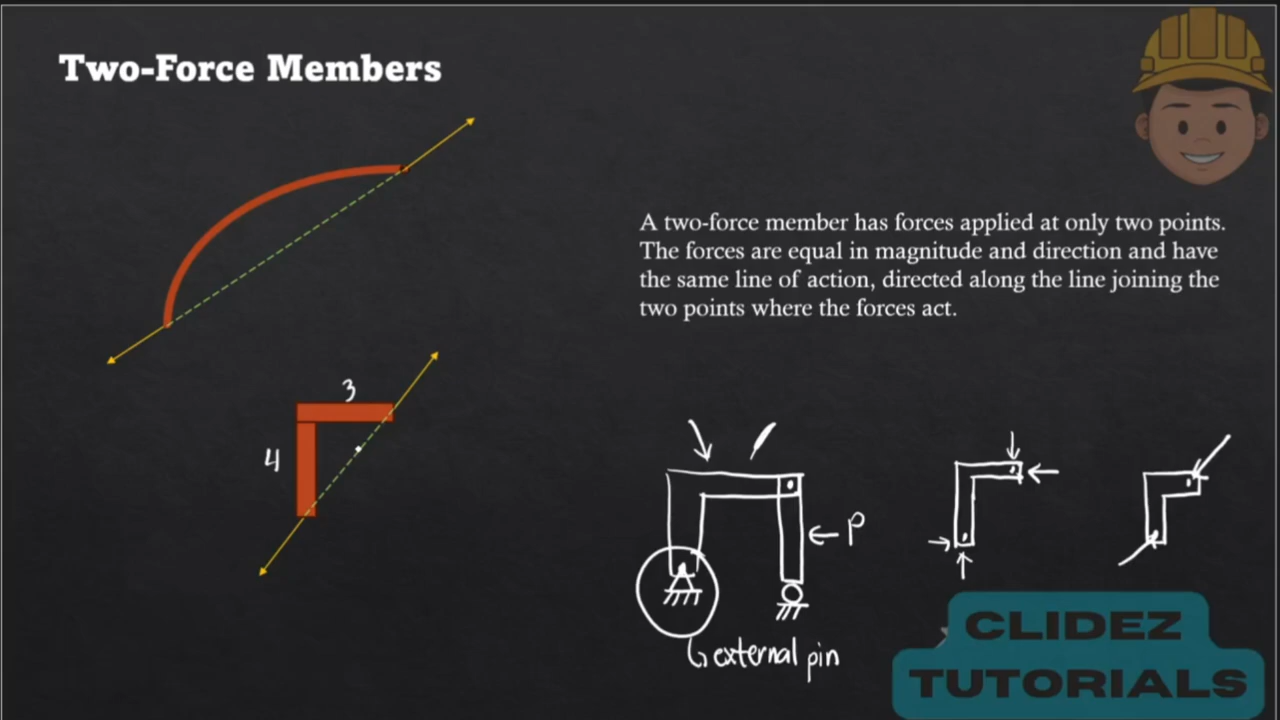 Two-Force Members
A two-force member has forces applied at only two points.
The forces are equal in magnitude and direction and have
the same line of action, directed along the line joining the
two points where the forces act.
3
4
P
external pin
CLIDEZ
TUTORIALS